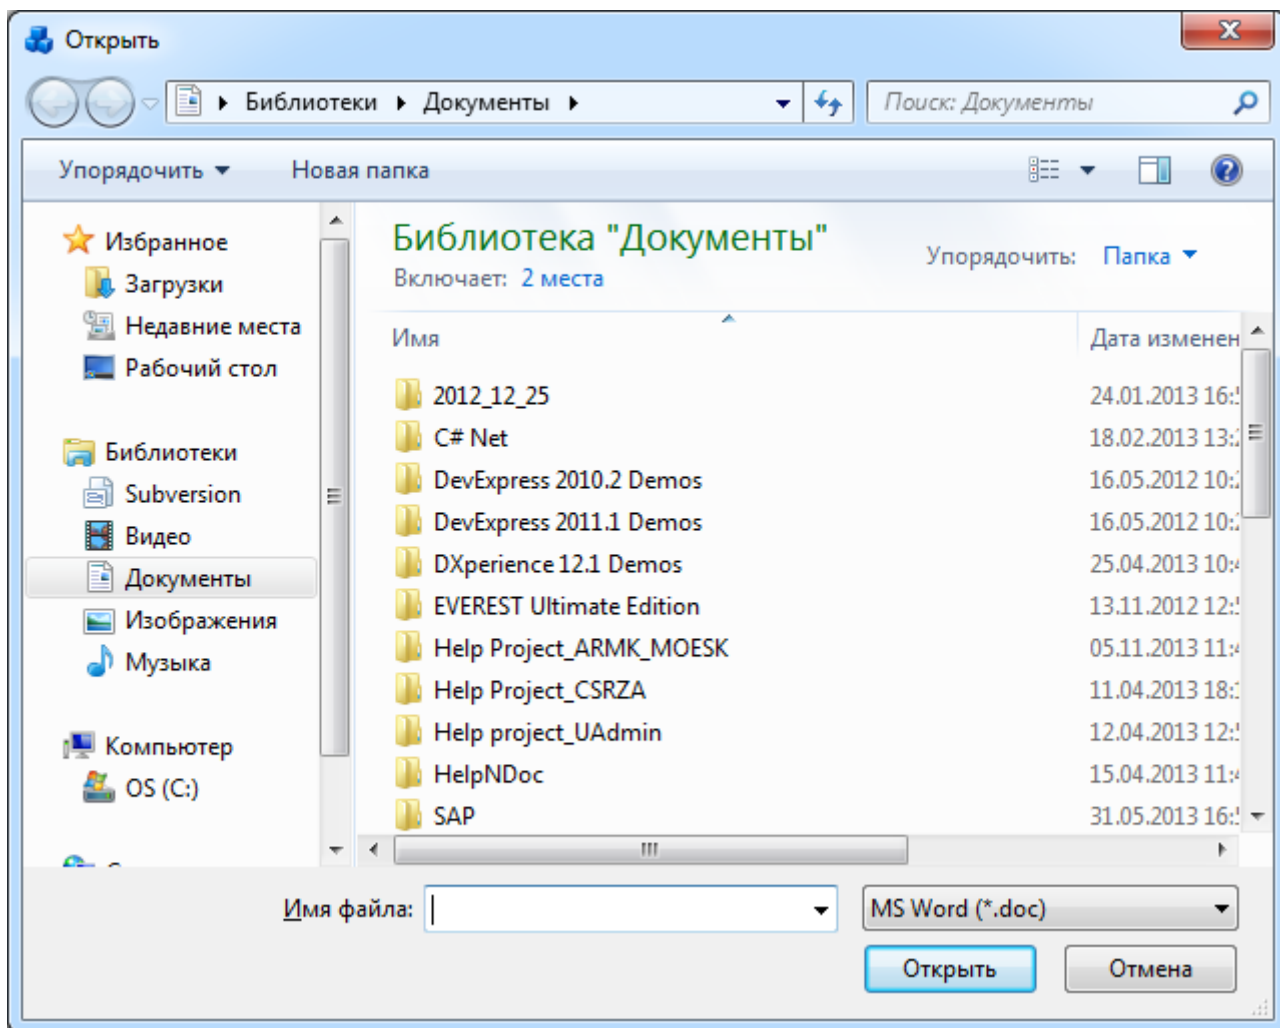 Открыть
Библиотеки Документы
Поиск: Документы
Упорядочить
Новая папка
Избранное
Загрузки
Недавние места
Рабочий стол
Библиотеки
Subversion
Видео
Документы
Изображения
Музыка
Компьютер
OS (C:)
Библиотека "Документы"
Включает: 2 места
Упорядочить: Папка
Имя Дата изменен
2012_12_25 24.01.2013 16:
C# Net 18.02.2013 13:
DevExpress 2010.2 Demos 16.05.2012 10:
DevExpress 2011.1 Demos 16.05.2012 10:
DXperience 12.1 Demos 25.04.2013 10:
EVEREST Ultimate Edition 13.11.2012 12:
Help Project_ARMK_MOESK 05.11.2013 11:
Help Project_CSRZA 11.04.2013 18:
Help project_UAdmin 12.04.2013 12:
HelpNDoc 15.04.2013 11:
SAP 31.05.2013 16:
Имя файла:
MS Word (*.doc)
Открыть
Отмена